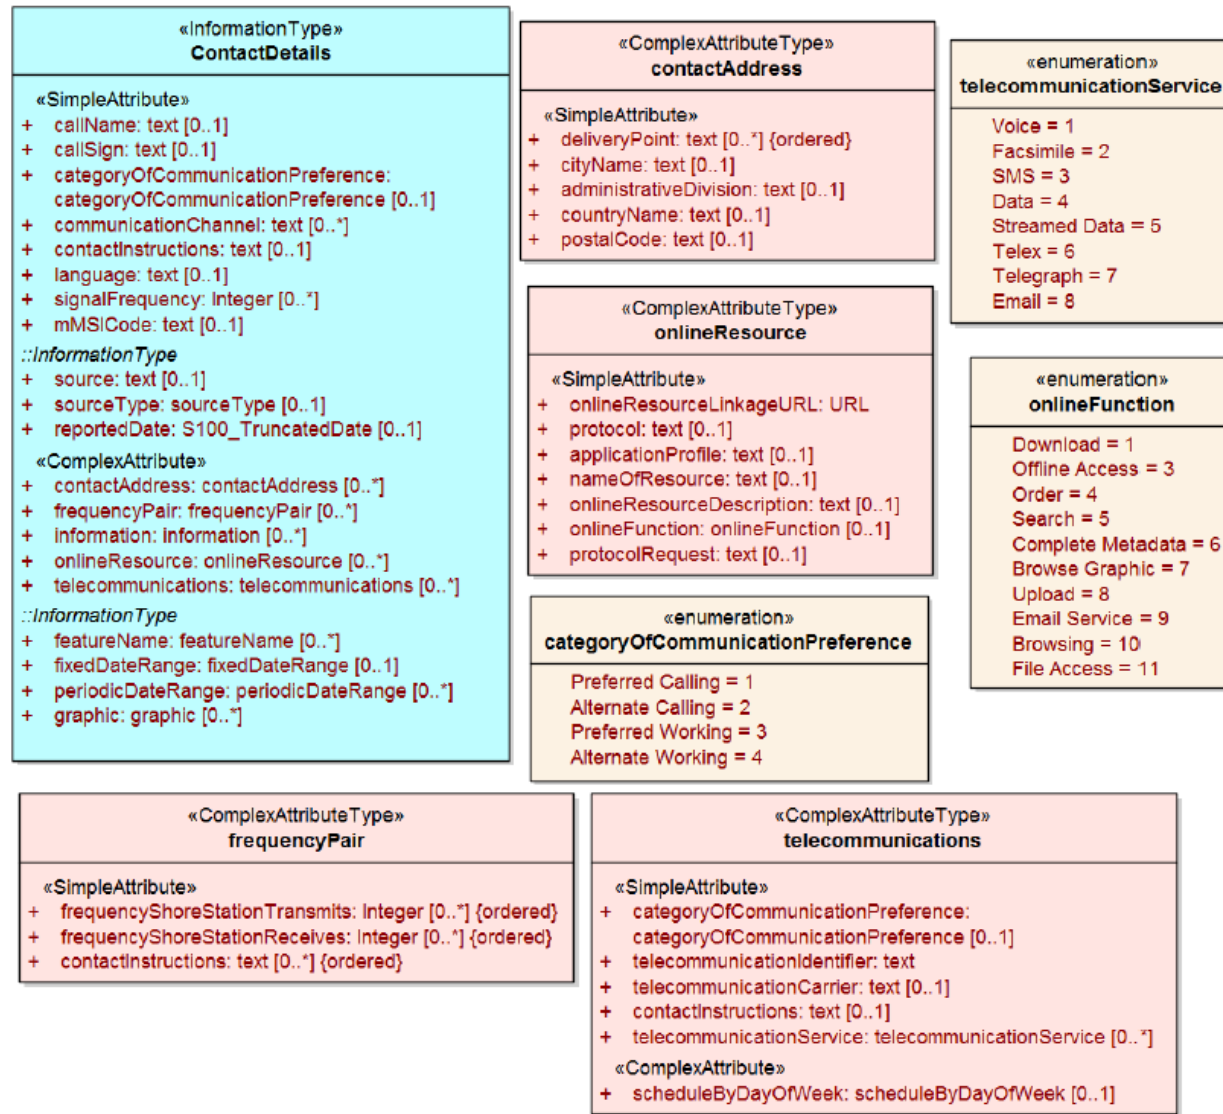 «InformationType»
ContactDetails
«SimpleAttribute»
+ callName: text [0..1]
+ callSign: text [0..1]
+ categoryOfCommunicationPreference:
categoryOfCommunicationPreference [0..1]
+ communicationChannel: text [0..*]
+ contactInstructions: text [0..1]
+ language: text [0..1]
+ signalFrequency: Integer [0..*]
+ mMSICode: text [0..1]
::InformationType
+ source: text [0..1]
+ sourceType: sourceType [0..1]
+ reportedDate: S100_TruncatedDate [0..1]
«ComplexAttribute»
+ contactAddress: contactAddress [0..*]
+ frequencyPair: frequencyPair [0..*]
+ information: information [0..*]
+ onlineResource: onlineResource [0..*]
+ telecommunications: telecommunications [0..*]
::InformationType
+ featureName: featureName [0..*]
+ fixedDateRange: fixedDateRange [0..1]
+ periodicDateRange: periodicDateRange [0..*]
+ graphic: graphic [0..*]
«ComplexAttributeType»
contactAddress
«SimpleAttribute»
+ deliveryPoint: text [0..*] {ordered}
+ cityName: text [0..1]
+ administrativeDivision: text [0..1]
+ countryName: text [0..1]
+ postalCode: text [0..1]
«enumeration»
telecommunicationService
Voice = 1
Facsimile = 2
SMS = 3
Data = 4
Streamed Data = 5
Telex = 6
Telegraph = 7
Email = 8
«ComplexAttributeType»
onlineResource
«SimpleAttribute»
+ onlineResourceLinkageURL: URL
+ protocol: text [0..1]
+ applicationProfile: text [0..1]
+ nameOfResource: text [0..1]
+ onlineResourceDescription: text [0..1]
+ onlineFunction: onlineFunction [0..1]
+ protocolRequest: text [0..1]
«enumeration»
onlineFunction
Download = 1
Offline Access = 3
Order = 4
Search = 5
Complete Metadata = 6
Browse Graphic = 7
Upload = 8
Email Service = 9
Browsing = 10
File Access = 11
«enumeration»
categoryOfCommunicationPreference
Preferred Calling = 1
Alternate Calling = 2
Preferred Working = 3
Alternate Working = 4
«ComplexAttributeType»
frequencyPair
«SimpleAttribute»
+ frequencyShoreStationTransmits: Integer [0..*] {ordered}
+ frequencyShoreStationReceives: Integer [0..*] {ordered}
+ contactInstructions: text [0..*] {ordered}
«ComplexAttributeType»
telecommunications
«SimpleAttribute»
+ categoryOfCommunicationPreference:
categoryOfCommunicationPreference [0..1]
+ telecommunicationIdentifier: text
+ telecommunicationCarrier: text [0..1]
+ contactInstructions: text [0..1]
+ telecommunicationService: telecommunicationService [0..*]
«ComplexAttribute»
+ scheduleByDayOfWeek: scheduleByDayOfWeek [0..1]